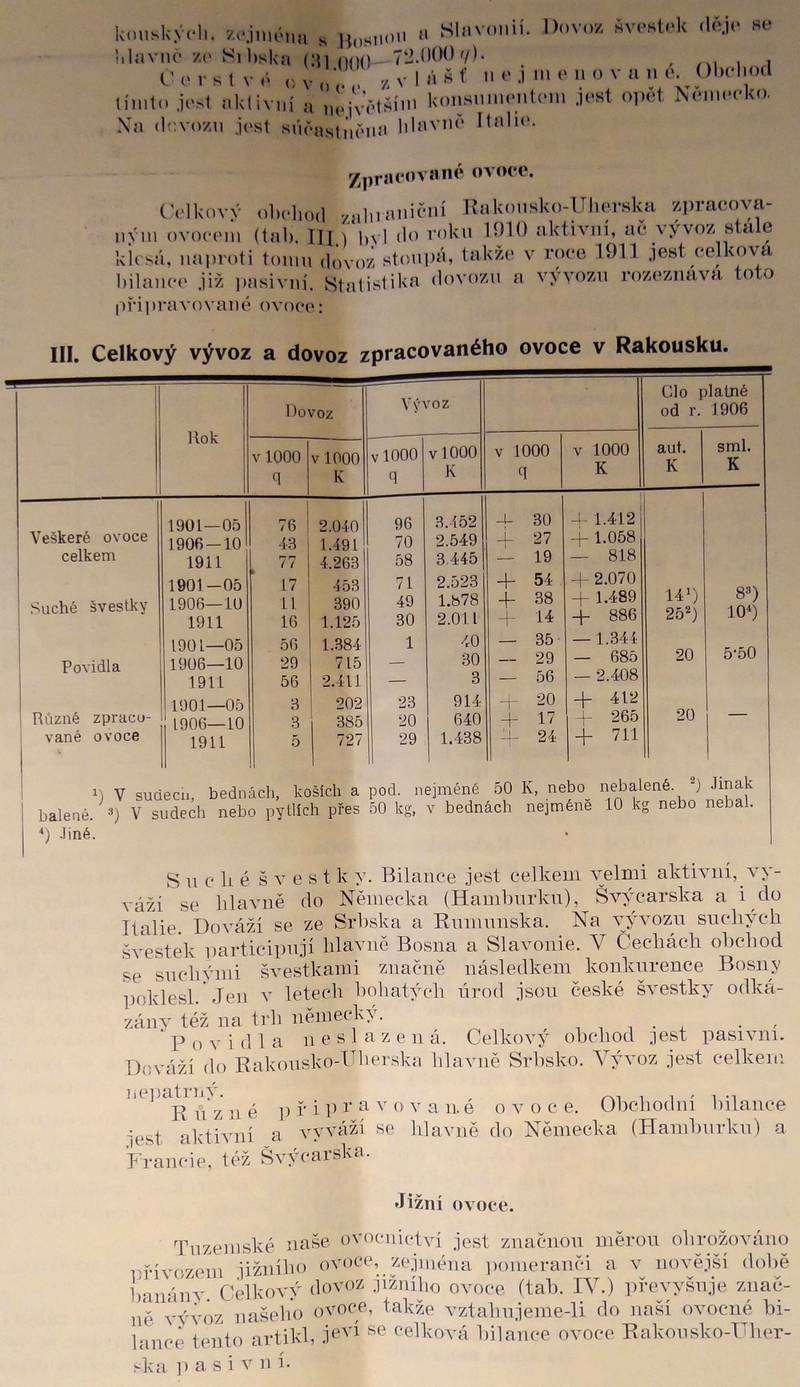 kouských, zejména s Bosnou a Slavonií. Dovoz švestek děje se
hlavně ze Srbska (31.000—72.000 q).
Čerstvé ovoce, zvlášť nejmenované. Obchod
tímto jest aktivní a největším konsumentem jest opět Německo.
Na dovozu jest súčastněna hlavně Italie.
Zpracované ovoce.
Celkový obchod zahraniční Rakousko-Uherska zpracova-
ným ovocem (tab. III.) byl do roku 1910 aktivní, ač vývoz stále
klesá, naproti tomu dovoz stoupá, takže v roce 1911 jest celková
bilance již pasivní. Statistika dovozu a vývozu rozeznává toto
připravované ovoce:
III. Celkový vývoz a dovoz zpracovaného ovoce v Rakousku.
Rok Dovoz Vývoz Clo platné
od r. 1906
v 1000 q v 1000 K v 1000 q v 1000 K v 1000 q v 1000 K aut. K sml. K
Veškeré ovoce celkem
1901—05 76 2.040 96 3.452 + 30 + 1.412
1906—10 43 1.491 70 2.549 + 27 + 1.058
1911 77 4.263 58 3.445 — 19 — 818
Suché švestky
1901—05 17 453 71 2.523 + 54 + 2.070
1906—10 11 390 49 1.878 + 38 + 1.489 14¹) 8³)
1911 16 1.125 30 2.011 + 14 + 886 25²) 10⁴)
Povidla
1901—05 56 1.384 1 40 — 35 — 1.344
1906—10 29 715 — 30 — 29 — 685 20 5·50
1911 56 2.411 — 3 — 56 — 2.408
Různé zpraco-
vané ovoce
1901—05 3 202 23 914 + 20 + 412
1906—10 3 385 20 640 + 17 + 265 20 —
1911 5 727 29 1.438 + 24 + 711
¹) V sudech, bednách, koších a pod. nejméně 50 K, nebo nebalené. ²) Jinak
balené. ³) V sudech nebo pytlích přes 50 kg, v bednách nejméně 10 kg nebo nebal.
⁴) Jiné.
Suché švestky. Bilance jest celkem velmi aktivní, vy-
váží se hlavně do Německa (Hamburku), Švýcarska a i do
Italie. Dováží se ze Srbska a Rumunska. Na vývozu suchých
švestek participují hlavně Bosna a Slavonie. V Čechách obchod
se suchými švestkami značně následkem konkurence Bosny
poklesl. Jen v letech bohatých úrod jsou české švestky odká-
zány též na trh německý.
Povidla neslazená. Celkový obchod jest pasivní.
Dováží do Rakousko-Uherska hlavně Srbsko. Vývoz jest celkem
nepatrný.
Různé připravované ovoce. Obchodní bilance
jest aktivní a vyváží se hlavně do Německa (Hamburku) a
Francie, též Švýcarska.
Jižní ovoce.
Tuzemské naše ovocnictví jest značnou měrou ohrožováno
přívozem jižního ovoce, zejména pomeranči a v novější době
banány. Celkový dovoz jižního ovoce (tab. IV.) převyšuje znač-
ně vývoz našeho ovoce, takže vztahujeme-li do naší ovocné bi-
lance tento artikl, jeví se celková bilance ovoce Rakousko-Uher-
ska pasivní.